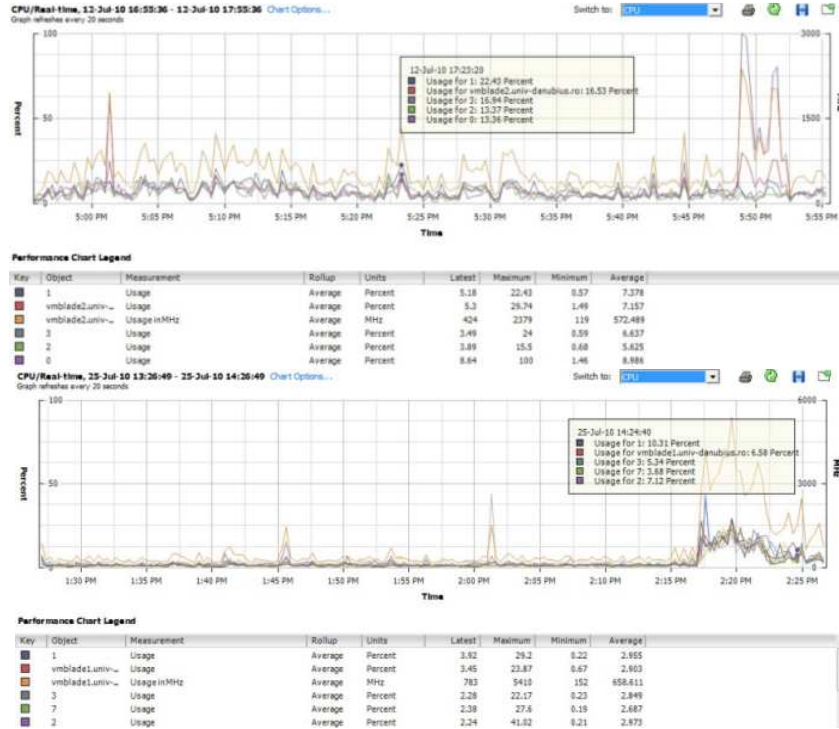 CPU/Real-time, 12-Jul-10 16:55:36 - 12-Jul-10 17:55:36 Chart Options... Switch to: CPU
Graph refreshes every 20 seconds
100 3000
12-Jul-10 17:23:20
Usage for 1: 22.43 Percent
Usage for vmblade2.univ-danubius.ro: 16.53 Percent
Usage for 3: 16.94 Percent
Usage for 2: 13.37 Percent
Usage for 0: 13.36 Percent
Percent
50 1500
0 0
5:00 PM 5:05 PM 5:10 PM 5:15 PM 5:20 PM 5:25 PM 5:30 PM 5:35 PM 5:40 PM 5:45 PM 5:50 PM 5:55 PM
Time
Performance Chart Legend
Key Object Measurement Rollup Units Latest Maximum Minimum Average
1 Usage Average Percent 5.18 22.43 0.57 7.378
vmblade2.univ-... Usage Average Percent 5.3 29.74 1.49 7.157
vmblade2.univ-... Usage in MHz Average MHz 424 2379 119 572.489
3 Usage Average Percent 3.49 24 0.59 6.637
2 Usage Average Percent 3.89 15.5 0.68 5.625
0 Usage Average Percent 8.64 100 1.46 8.986
CPU/Real-time, 25-Jul-10 13:26:49 - 25-Jul-10 14:26:49 Chart Options... Switch to: CPU
Graph refreshes every 20 seconds
100 6000
25-Jul-10 14:24:40
Usage for 1: 10.31 Percent
Usage for vmblade1.univ-danubius.ro: 6.58 Percent
Usage for 3: 5.34 Percent
Usage for 7: 3.88 Percent
Usage for 2: 7.12 Percent
Percent
MHz
50 3000
0 0
1:30 PM 1:35 PM 1:40 PM 1:45 PM 1:50 PM 1:55 PM 2:00 PM 2:05 PM 2:10 PM 2:15 PM 2:20 PM 2:25 PM
Time
Performance Chart Legend
Key Object Measurement Rollup Units Latest Maximum Minimum Average
1 Usage Average Percent 3.92 29.2 0.22 2.955
vmblade1.univ-... Usage Average Percent 3.45 23.87 0.67 2.903
vmblade1.univ-... Usage in MHz Average MHz 783 5410 152 658.611
3 Usage Average Percent 2.28 22.17 0.23 2.849
7 Usage Average Percent 2.38 27.6 0.19 2.687
2 Usage Average Percent 2.24 41.02 0.21 2.973